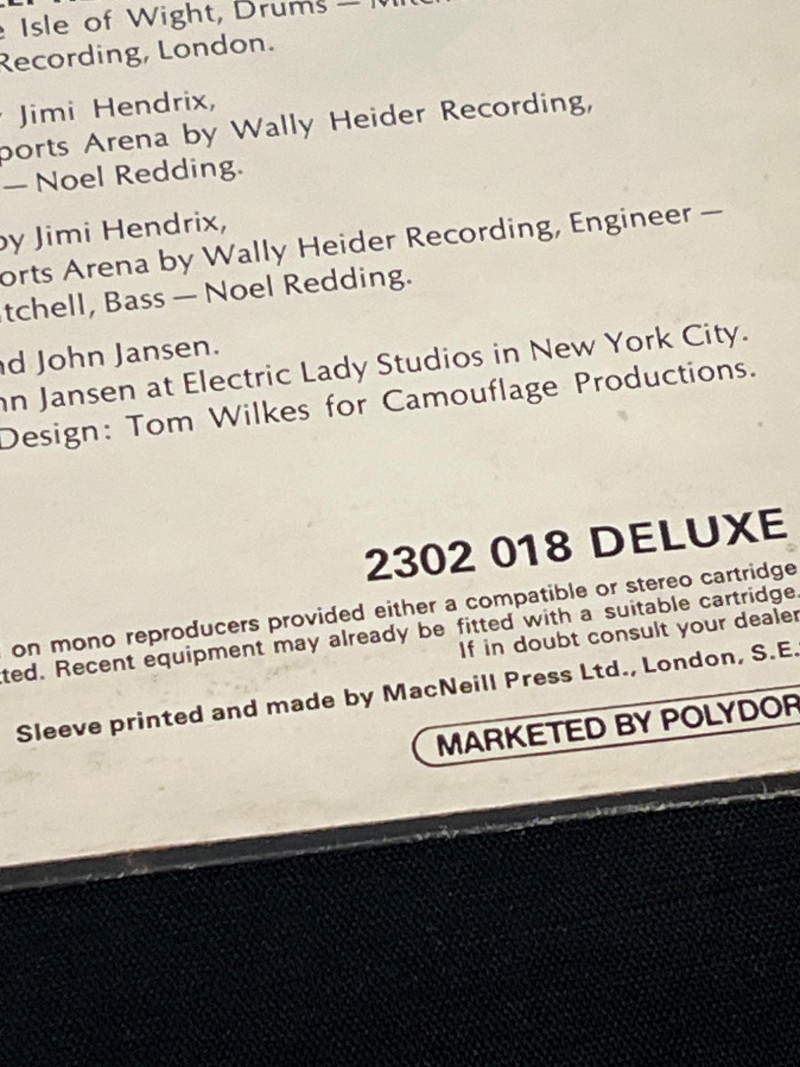 Isle of Wight, Drums —
Recording, London.
Jimi Hendrix,
ports Arena by Wally Heider Recording,
— Noel Redding.
by Jimi Hendrix,
orts Arena by Wally Heider Recording, Engineer —
tchell, Bass — Noel Redding.
nd John Jansen.
nn Jansen at Electric Lady Studios in New York City.
Design: Tom Wilkes for Camouflage Productions.
2302 018 DELUXE
on mono reproducers provided either a compatible or stereo cartridge
ted. Recent equipment may already be fitted with a suitable cartridge.
If in doubt consult your dealer
Sleeve printed and made by MacNeill Press Ltd., London, S.E.
MARKETED BY POLYDOR